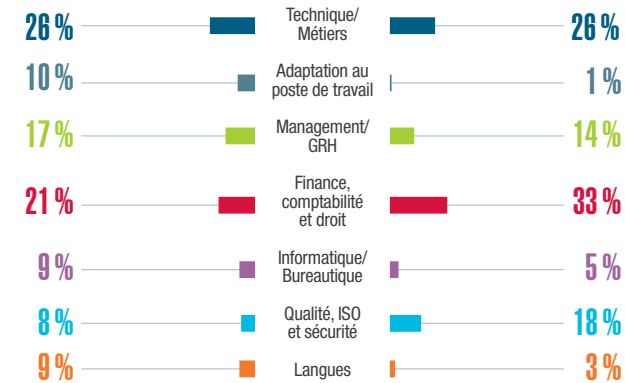 26 % Technique/ 26 %
Métiers
10 % Adaptation au 1 %
poste de travail
17 % Management/ 14 %
GRH
Finance,
21 % comptabilité 33 %
et droit
9 % Informatique/ 5 %
Bureautique
8 % Qualité, ISO 18 %
et sécurité
9 % Langues 3 %